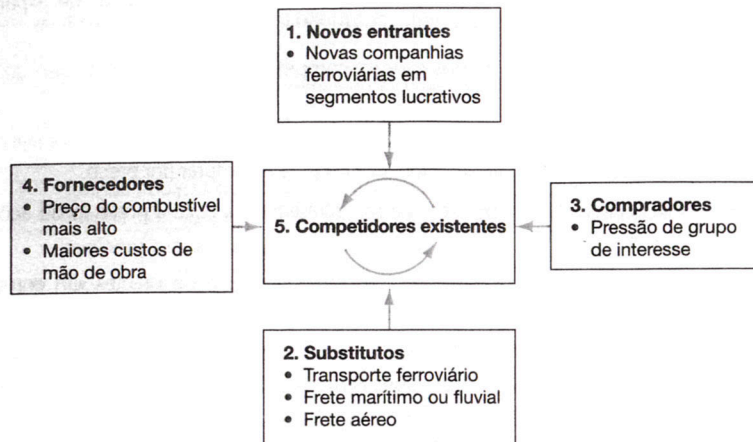 1. Novos entrantes
• Novas companhias
ferroviárias em
segmentos lucrativos
4. Fornecedores
• Preço do combustível
mais alto
• Maiores custos de
mão de obra
5. Competidores existentes
3. Compradores
• Pressão de grupo
de interesse
2. Substitutos
• Transporte ferroviário
• Frete marítimo ou fluvial
• Frete aéreo